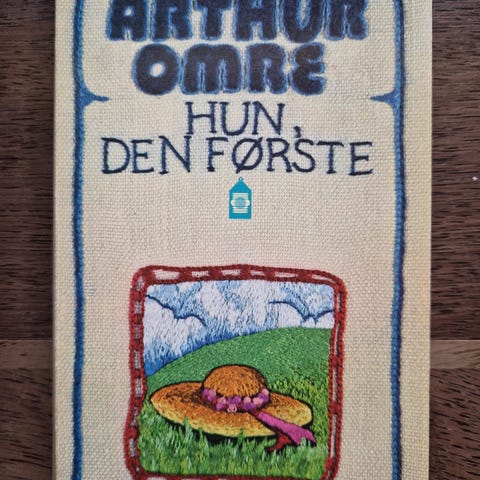 ARTHUR
OMRE
HUN,
DEN FØRSTE